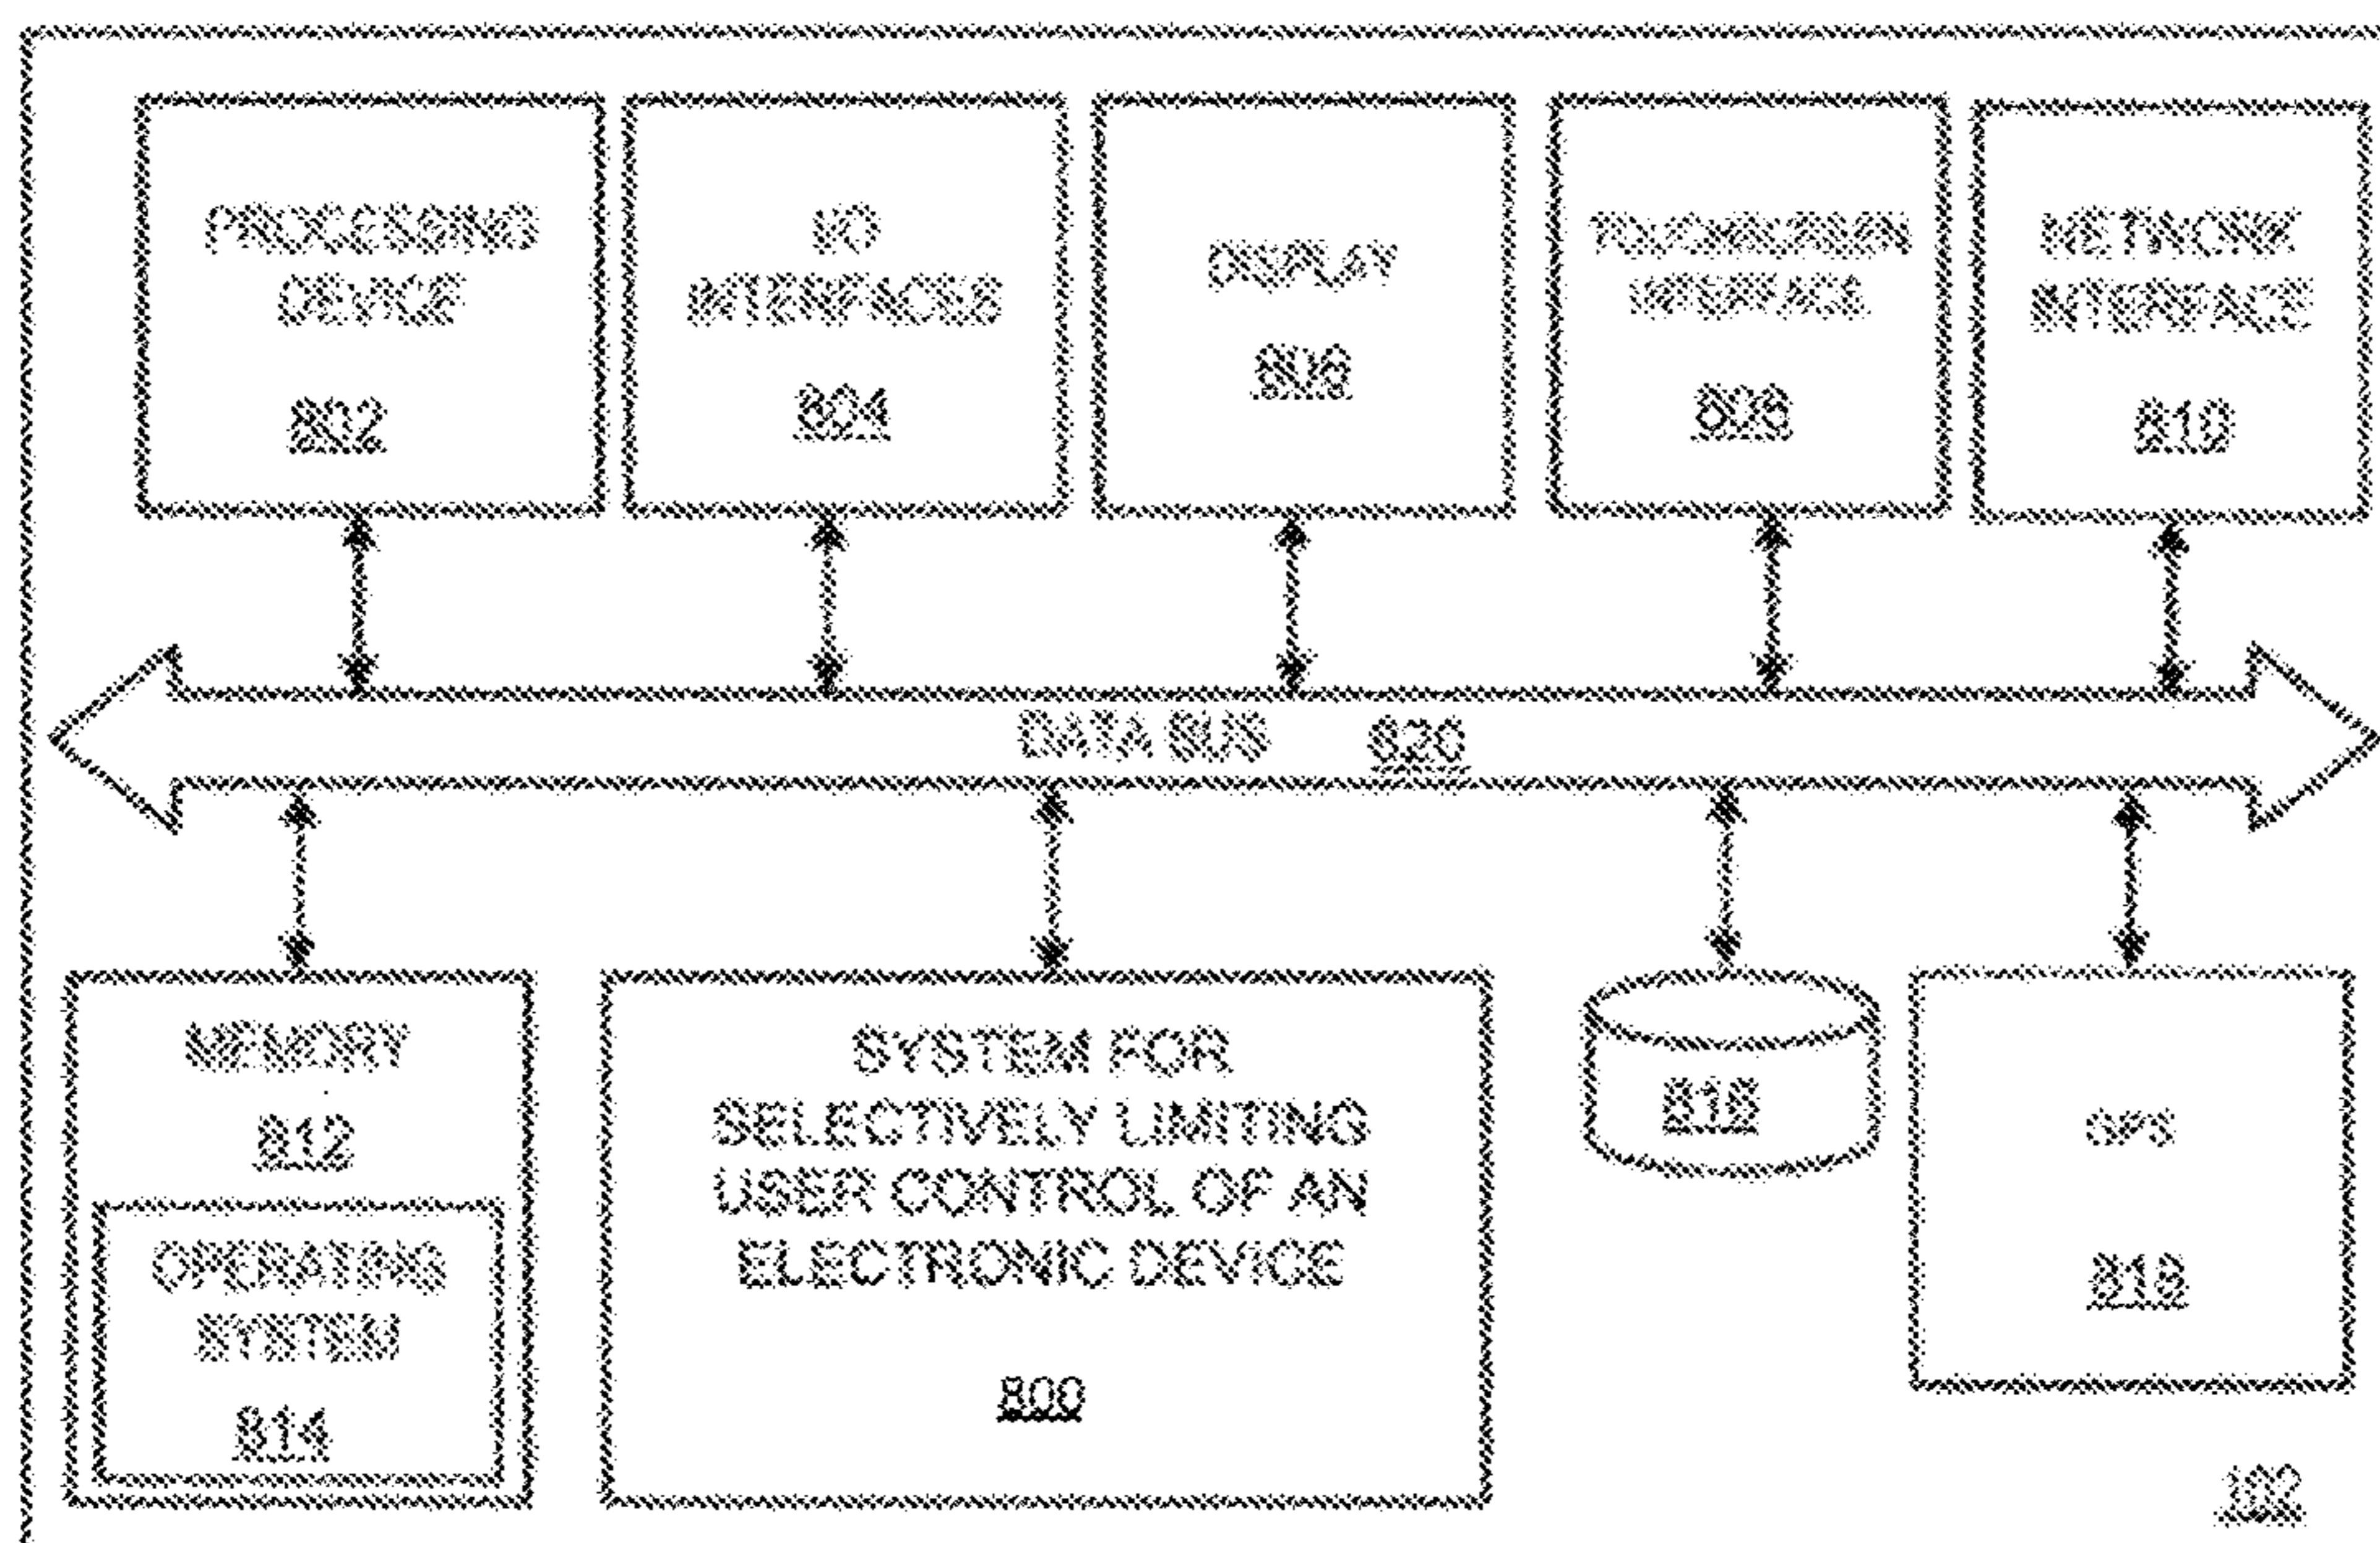 PROCESSING
DEVICE
802
I/O
INTERFACES
804
DISPLAY
806
TOUCHSCREEN
INTERFACE
808
NETWORK
INTERFACE
810
DATA BUS 820
MEMORY
812
OPERATING
SYSTEM
814
SYSTEM FOR
SELECTIVELY LIMITING
USER CONTROL OF AN
ELECTRONIC DEVICE
800
GPS
818
102